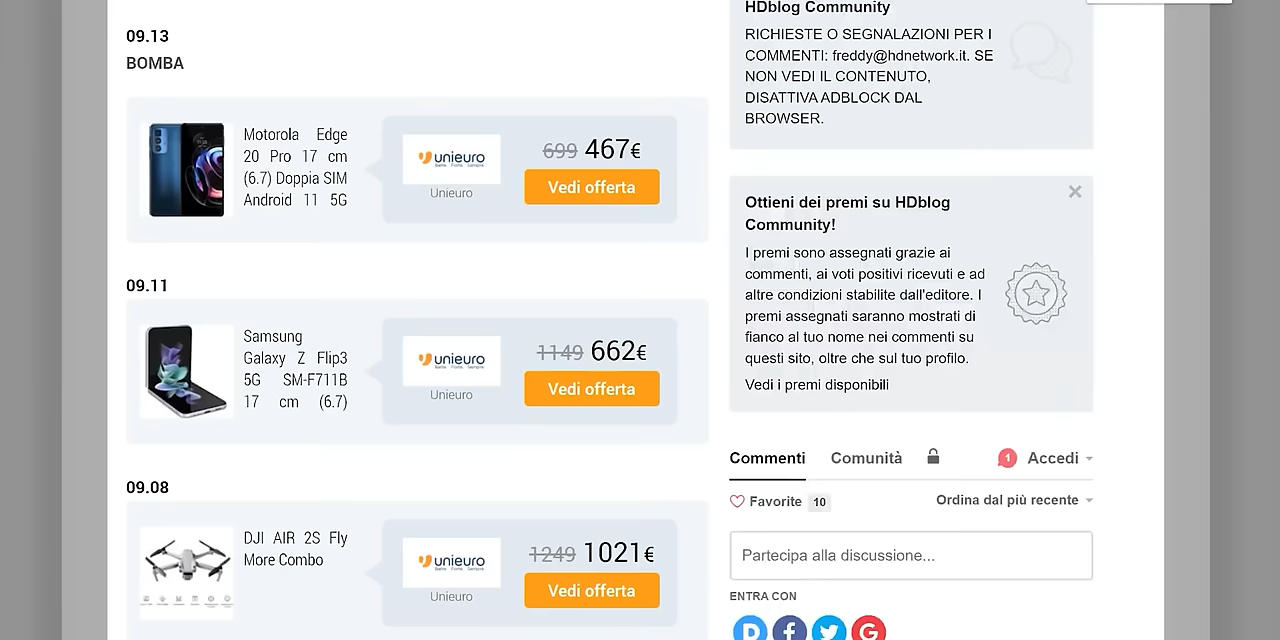 09.13
BOMBA
Motorola Edge
20 Pro 17 cm
(6.7) Doppia SIM
Android 11 5G
unieuro
Unieuro
699 467€
Vedi offerta
09.11
Samsung
Galaxy Z Flip3
5G SM-F711B
17 cm (6.7)
unieuro
Unieuro
1149 662€
Vedi offerta
09.08
DJI AIR 2S Fly
More Combo
unieuro
Unieuro
1249 1021€
Vedi offerta
HDblog Community
RICHIESTE O SEGNALAZIONI PER I
COMMENTI: freddy@hdnetwork.it. SE
NON VEDI IL CONTENUTO,
DISATTIVA ADBLOCK DAL
BROWSER.
Ottieni dei premi su HDblog
Community!
I premi sono assegnati grazie ai
commenti, ai voti positivi ricevuti e ad
altre condizioni stabilite dall'editore. I
premi assegnati saranno mostrati di
fianco al tuo nome nei commenti su
questi sito, oltre che sul tuo profilo.
Vedi i premi disponibili
Commenti Comunità 1 Accedi
Favorite 10 Ordina dal più recente
Partecipa alla discussione...
ENTRA CON